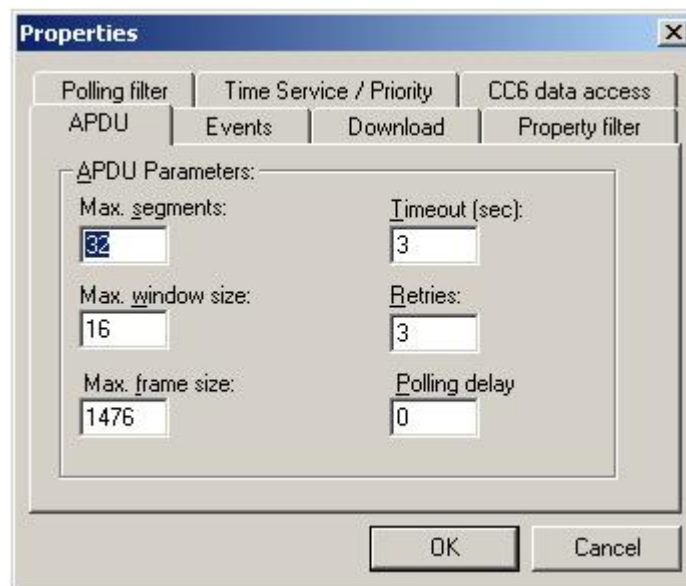 Properties
Polling filter Time Service / Priority CC6 data access
APDU Events Download Property filter
APDU Parameters:
Max. segments: Timeout (sec):
32 3
Max. window size: Retries:
16 3
Max. frame size: Polling delay
1476 0
OK Cancel